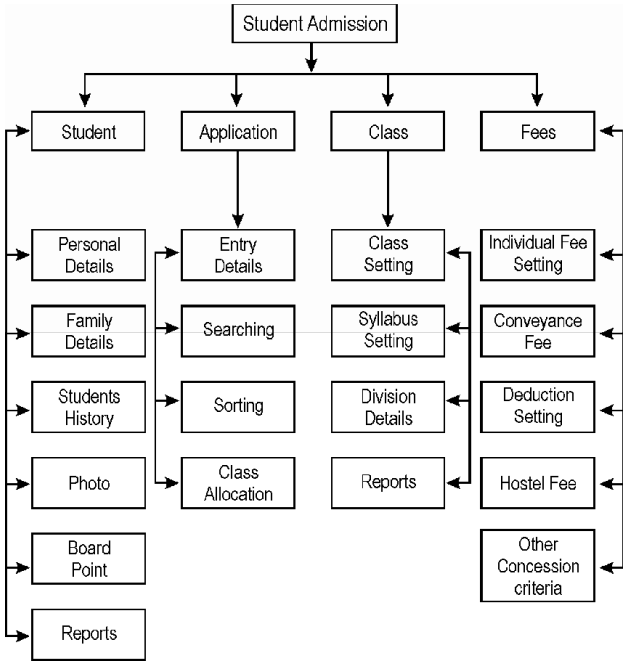 Student Admission
Student
Application
Class
Fees
Personal
Details
Entry
Details
Class
Setting
Individual Fee
Setting
Family
Details
Searching
Syllabus
Setting
Conveyance
Fee
Students
History
Sorting
Division
Details
Deduction
Setting
Photo
Class
Allocation
Reports
Hostel Fee
Board
Point
Other
Concession
criteria
Reports